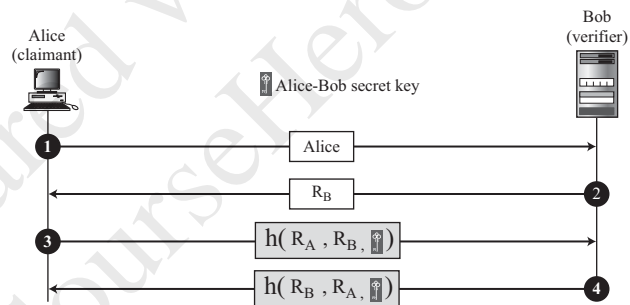 Alice
(claimant)
Bob
(verifier)
Alice-Bob secret key
1
Alice
R_B
2
3
h( R_A , R_B , )
h( R_B , R_A , )
4